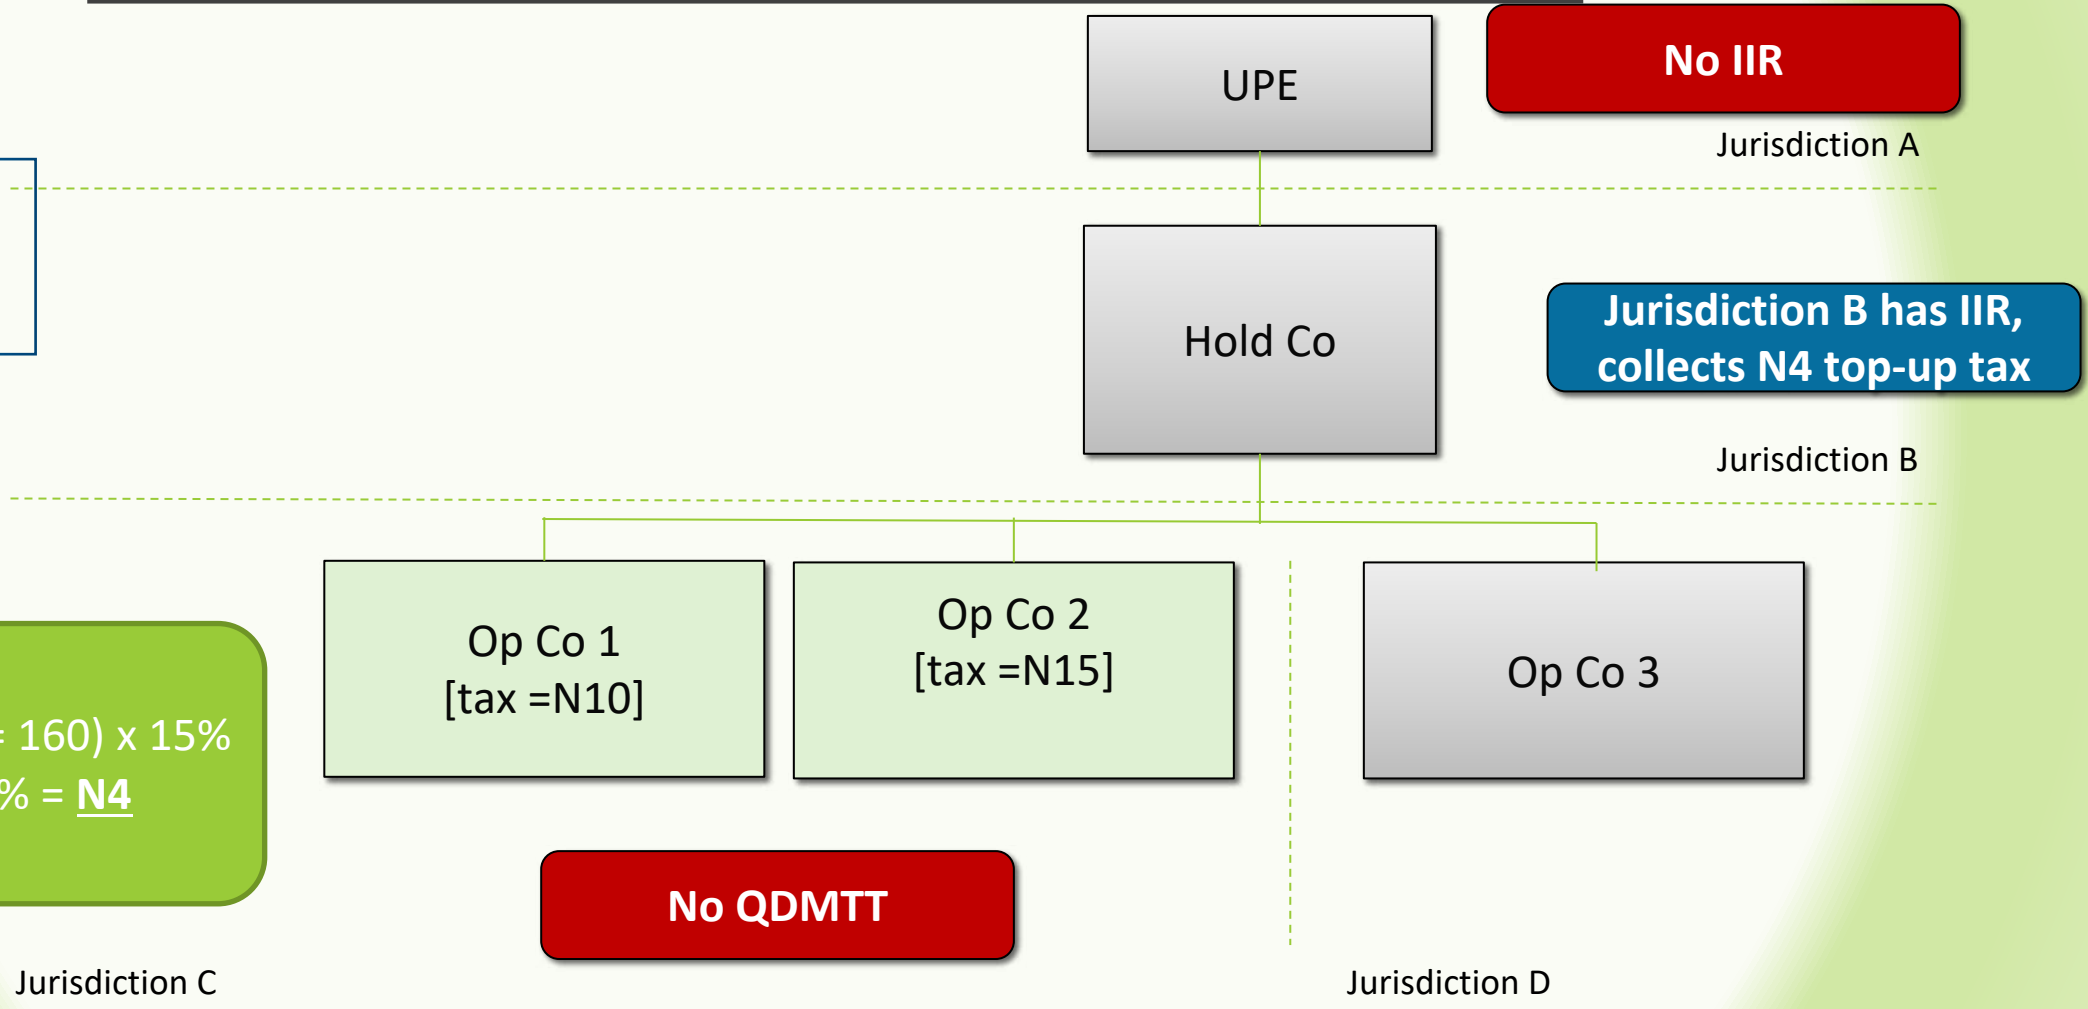 UPE
No IIR
Jurisdiction A
Hold Co
Jurisdiction B has IIR,
collects N4 top-up tax
Jurisdiction B
Op Co 1
[tax =N10]
Op Co 2
[tax =N15]
Op Co 3
= 160) x 15%
% = N4
No QDMTT
Jurisdiction C
Jurisdiction D